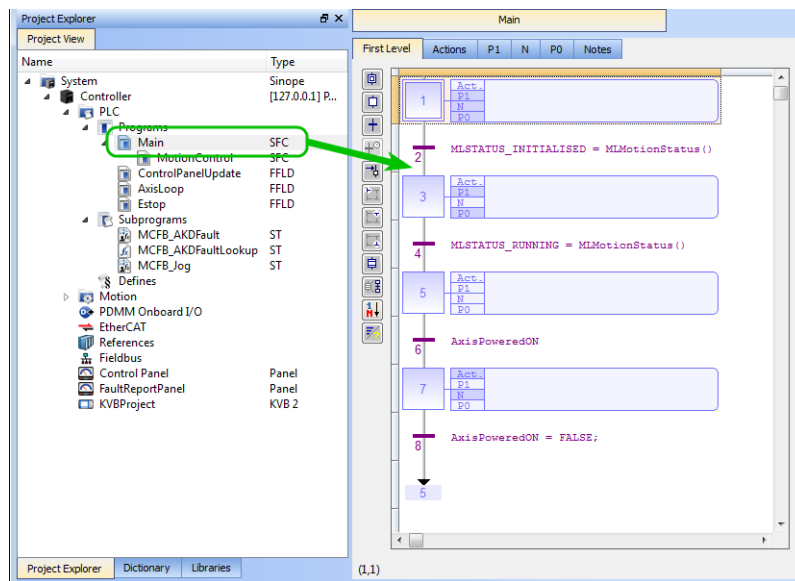 Project Explorer
Project View
Name Type
System Sinope
Controller [127.0.0.1] P...
PLC
Programs
Main SFC
MotionControl SFC
ControlPanelUpdate FFLD
AxisLoop FFLD
Estop FFLD
Subprograms
MCFB_AKDFault ST
MCFB_AKDFaultLookup ST
MCFB_Jog ST
Defines
Motion
PDMM Onboard I/O
EtherCAT
References
Fieldbus
Control Panel Panel
FaultReportPanel Panel
KVBProject KVB 2
Project Explorer Dictionary Libraries
Main
First Level Actions P1 N P0 Notes
1
Act.
P1
N
P0
2 MLSTATUS_INITIALISED = MLMotionStatus()
3
Act.
P1
N
P0
4 MLSTATUS_RUNNING = MLMotionStatus()
5
Act.
P1
N
P0
6 AxisPoweredON
7
Act.
P1
N
P0
8 AxisPoweredON = FALSE;
5
(1,1)